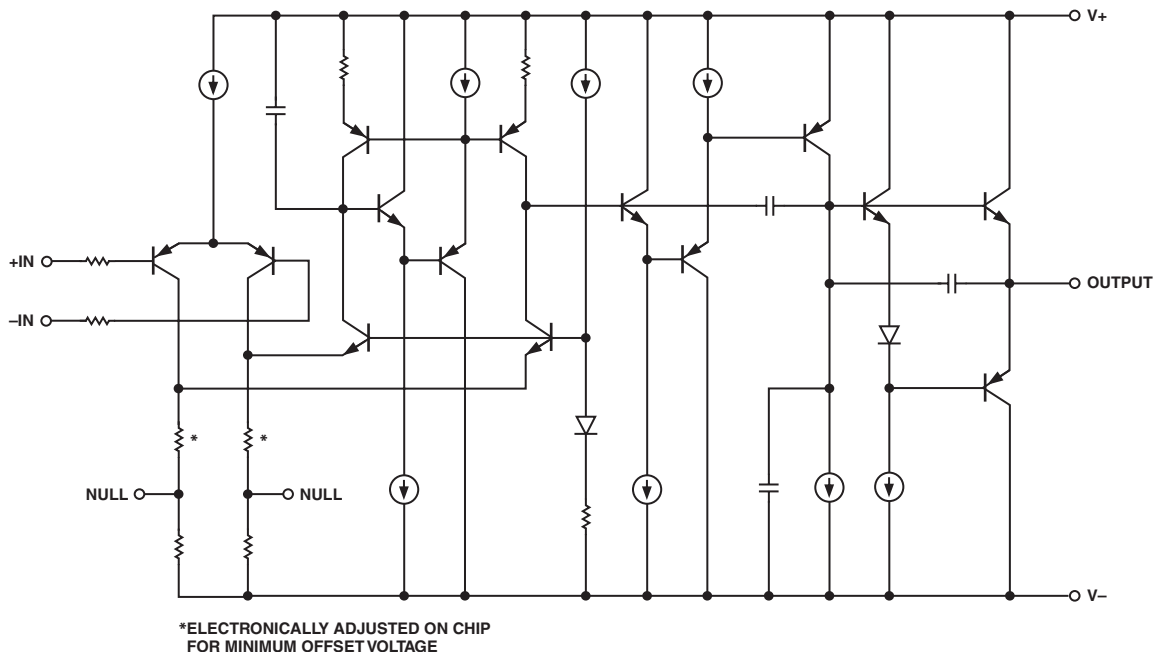 V+
+IN
–IN
OUTPUT
* *
NULL NULL
V–
*ELECTRONICALLY ADJUSTED ON CHIP
FOR MINIMUM OFFSET VOLTAGE